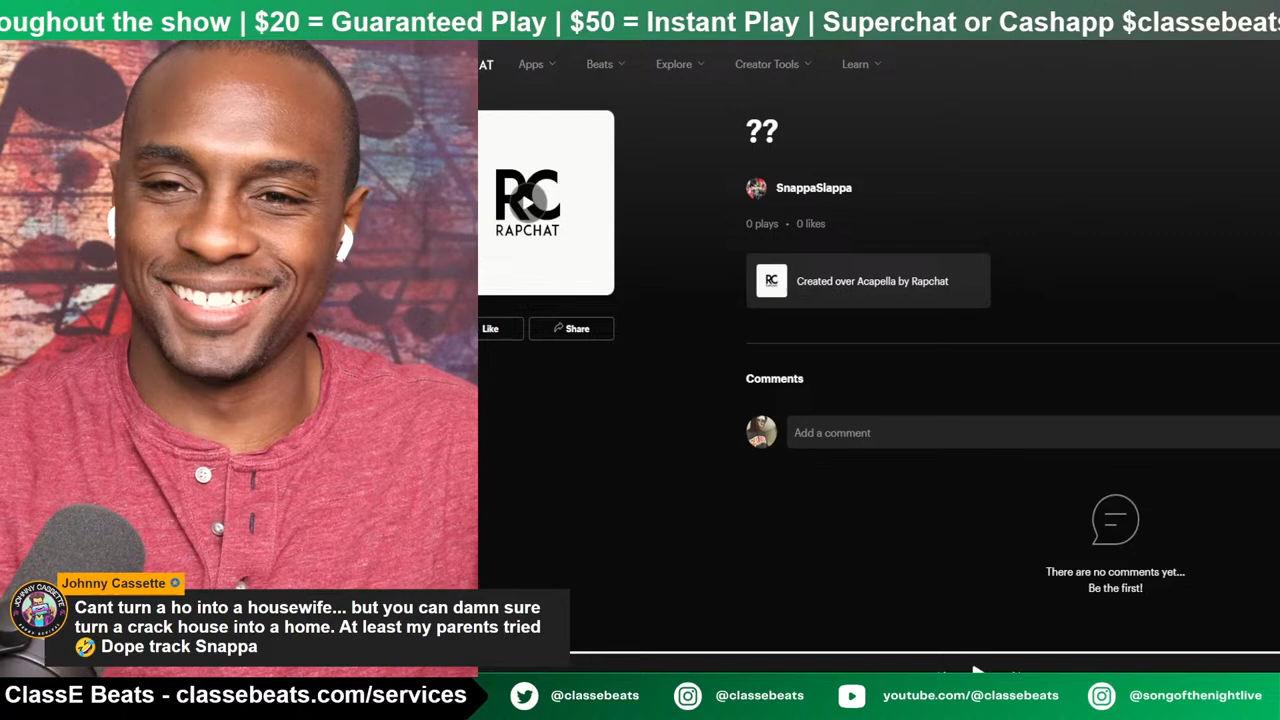 oughout the show | $20 = Guaranteed Play | $50 = Instant Play | Superchat or Cashapp $classebeats
AT
Apps
Beats
Explore
Creator Tools
Learn
RC
RAPCHAT
??
SnappaSlappa
0 plays • 0 likes
RC
Created over Acapella by Rapchat
Like
Share
Comments
Add a comment
There are no comments yet...
Be the first!
Johnny Cassette
JOHNNY CASSETTE
Cant turn a ho into a housewife... but you can damn sure
turn a crack house into a home. At least my parents tried
🤣 Dope track Snappa
ClassE Beats - classebeats.com/services
@classebeats
@classebeats
youtube.com/@classebeats
@songofthenightlive